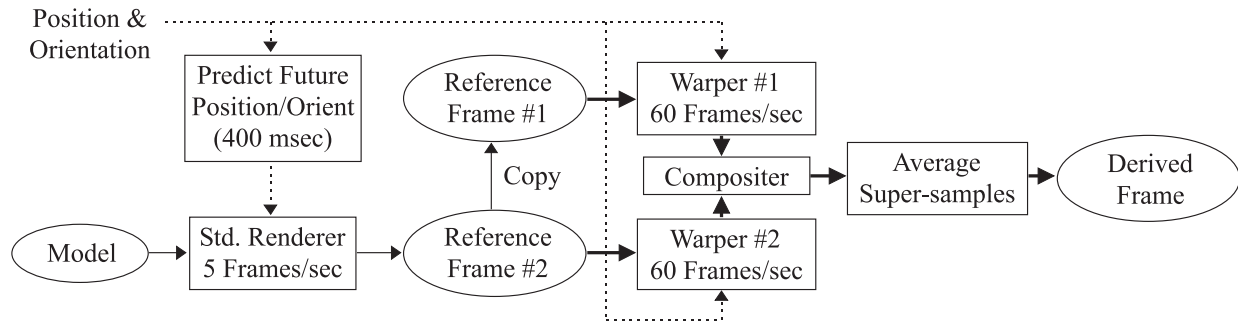 Position &
Orientation
Predict Future
Position/Orient
(400 msec)
Reference
Frame #1
Warper #1
60 Frames/sec
Copy
Compositer
Average
Super-samples
Derived
Frame
Model
Std. Renderer
5 Frames/sec
Reference
Frame #2
Warper #2
60 Frames/sec